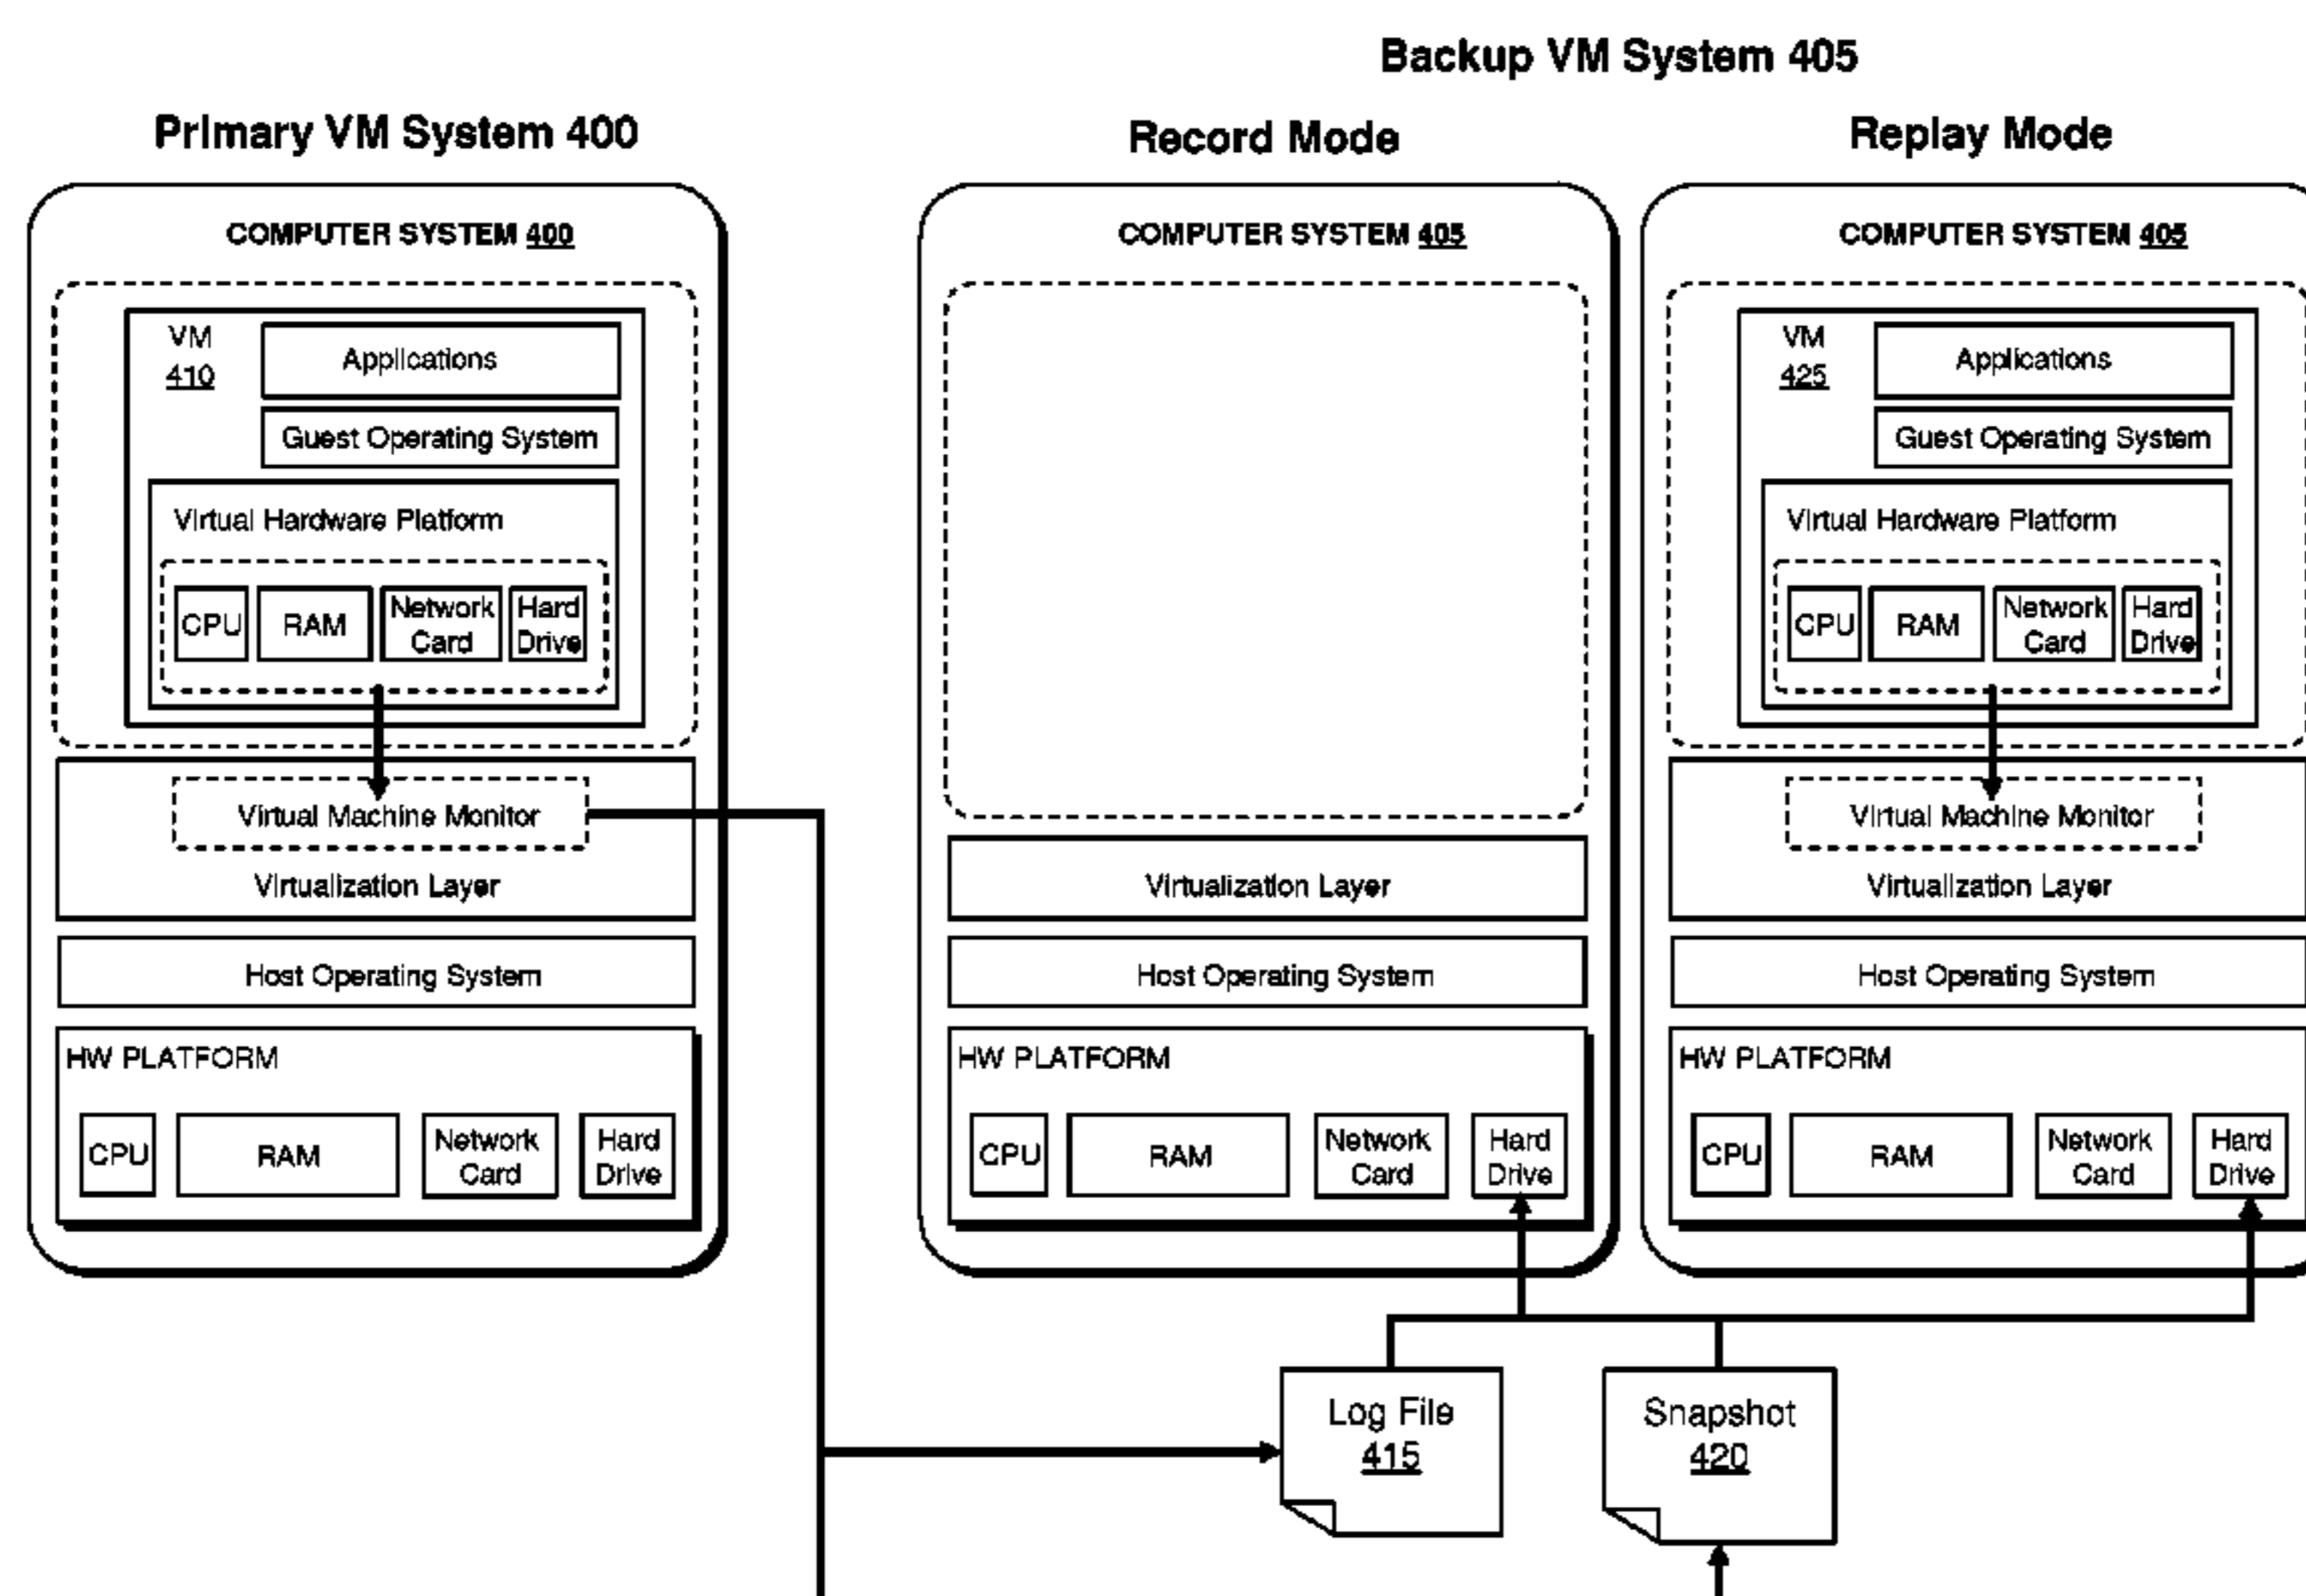 Backup VM System 405
Primary VM System 400
Record Mode
Replay Mode
COMPUTER SYSTEM 400
VM
410
Applications
Guest Operating System
Virtual Hardware Platform
CPU
RAM
Network
Card
Hard
Drive
Virtual Machine Monitor
Virtualization Layer
Host Operating System
HW PLATFORM
CPU
RAM
Network
Card
Hard
Drive
COMPUTER SYSTEM 405
Virtualization Layer
Host Operating System
HW PLATFORM
CPU
RAM
Network
Card
Hard
Drive
COMPUTER SYSTEM 405
VM
425
Applications
Guest Operating System
Virtual Hardware Platform
CPU
RAM
Network
Card
Hard
Drive
Virtual Machine Monitor
Virtualization Layer
Host Operating System
HW PLATFORM
CPU
RAM
Network
Card
Hard
Drive
Log File
415
Snapshot
420